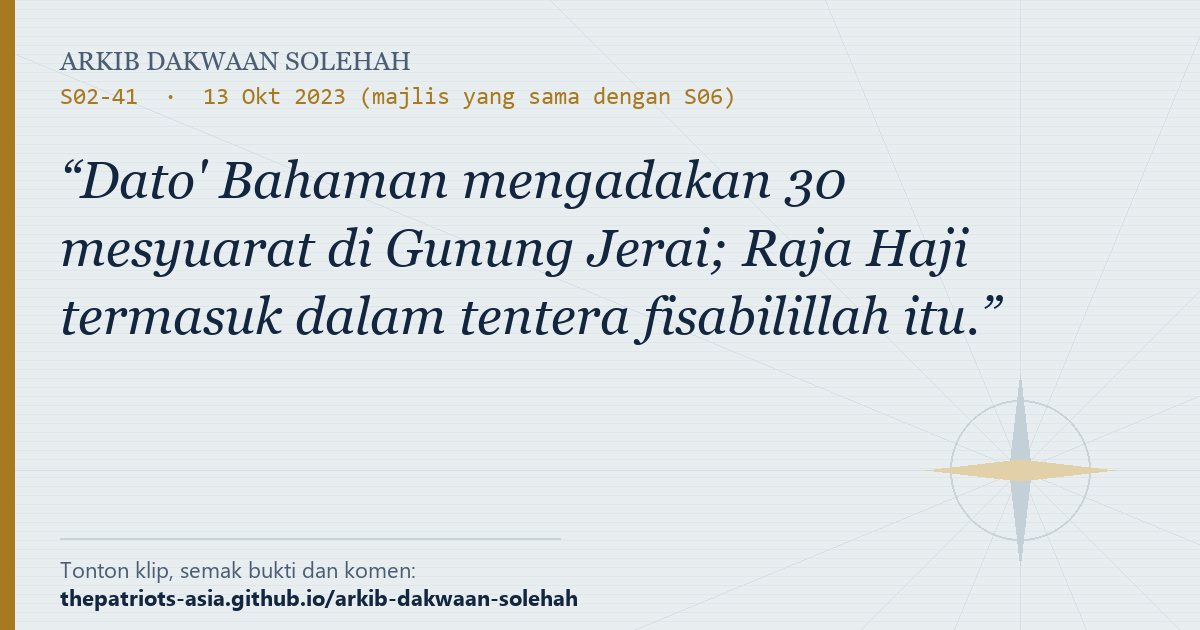 ARKIB DAKWAAN SOLEHAH
S02-41 · 13 Okt 2023 (majlis yang sama dengan S06)
“Dato' Bahaman mengadakan 30
mesyuarat di Gunung Jerai; Raja Haji
termasuk dalam tentera fisabilillah itu.”
Tonton klip, semak bukti dan komen:
thepatriots-asia.github.io/arkib-dakwaan-solehah